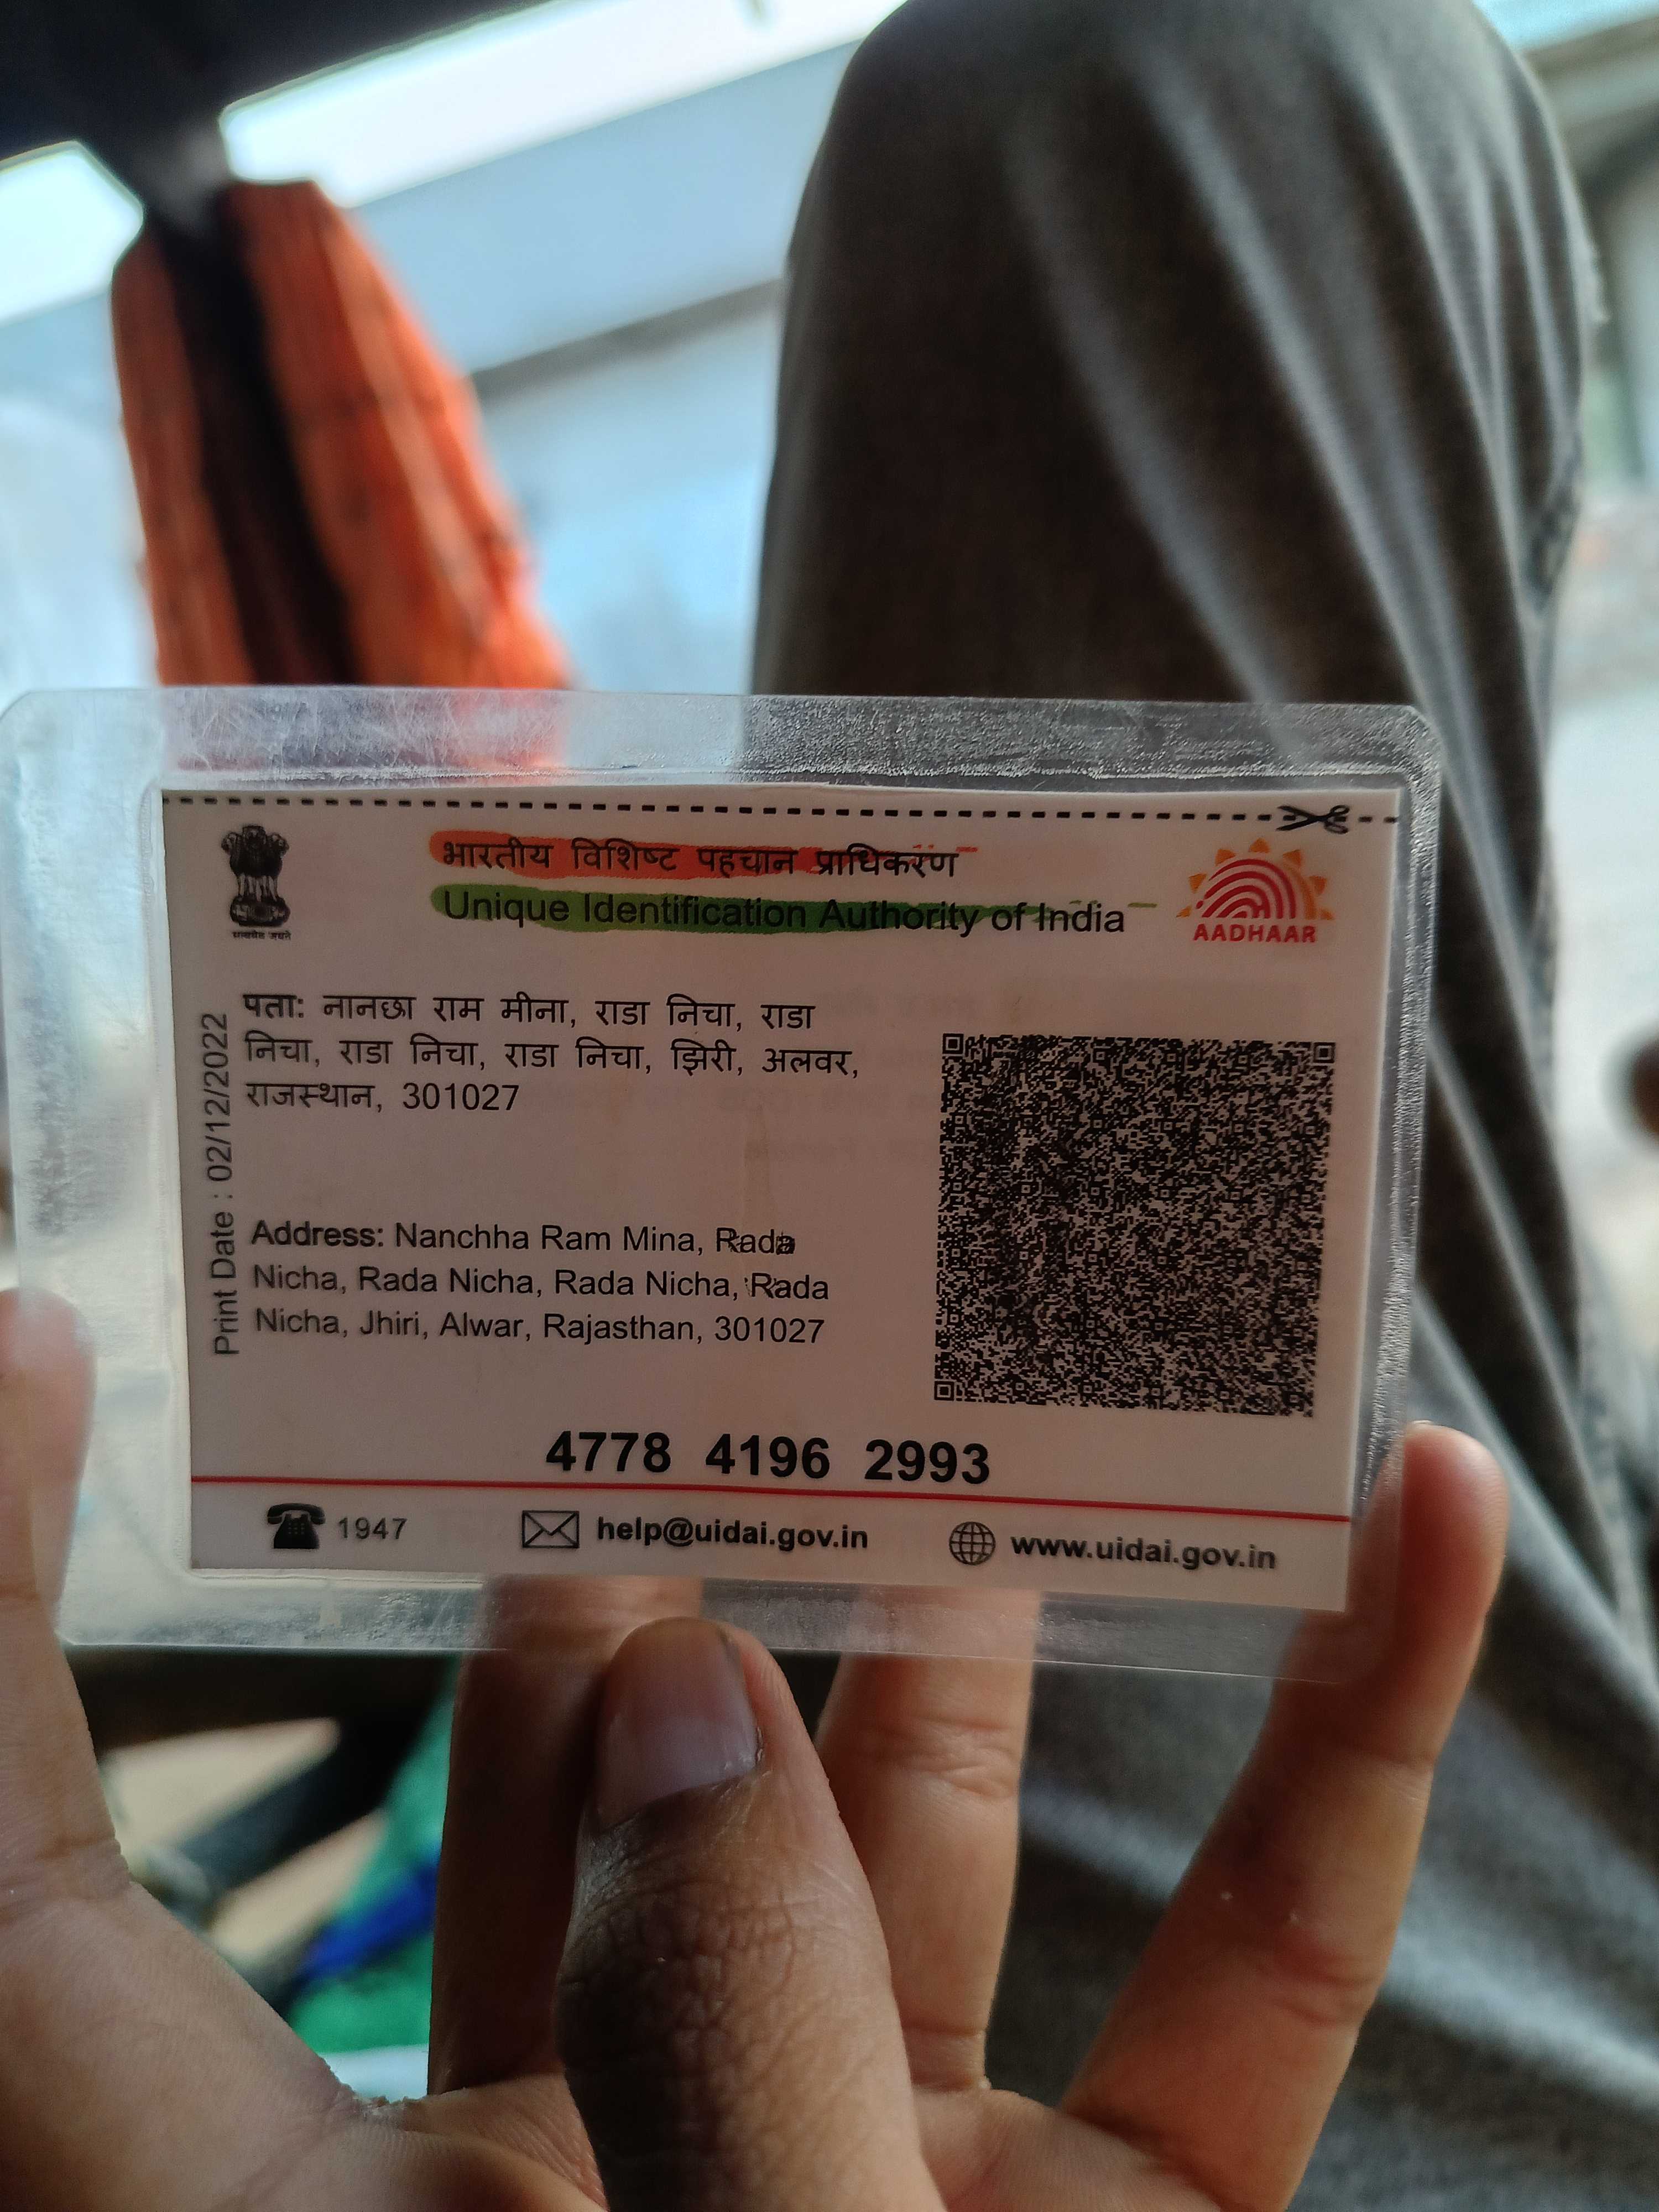 भारतीय विशिष्ट पहचान प्राधिकरण
Unique Identification Authority of India
सत्यमेव जयते
AADHAAR
Print Date : 02/12/2022
पता: नानछा राम मीना, राडा निचा, राडा
निचा, राडा निचा, राडा निचा, झिरी, अलवर,
राजस्थान, 301027
Address: Nanchha Ram Mina, Rada
Nicha, Rada Nicha, Rada Nicha, Rada
Nicha, Jhiri, Alwar, Rajasthan, 301027
4778 4196 2993
1947
help@uidai.gov.in
www.uidai.gov.in